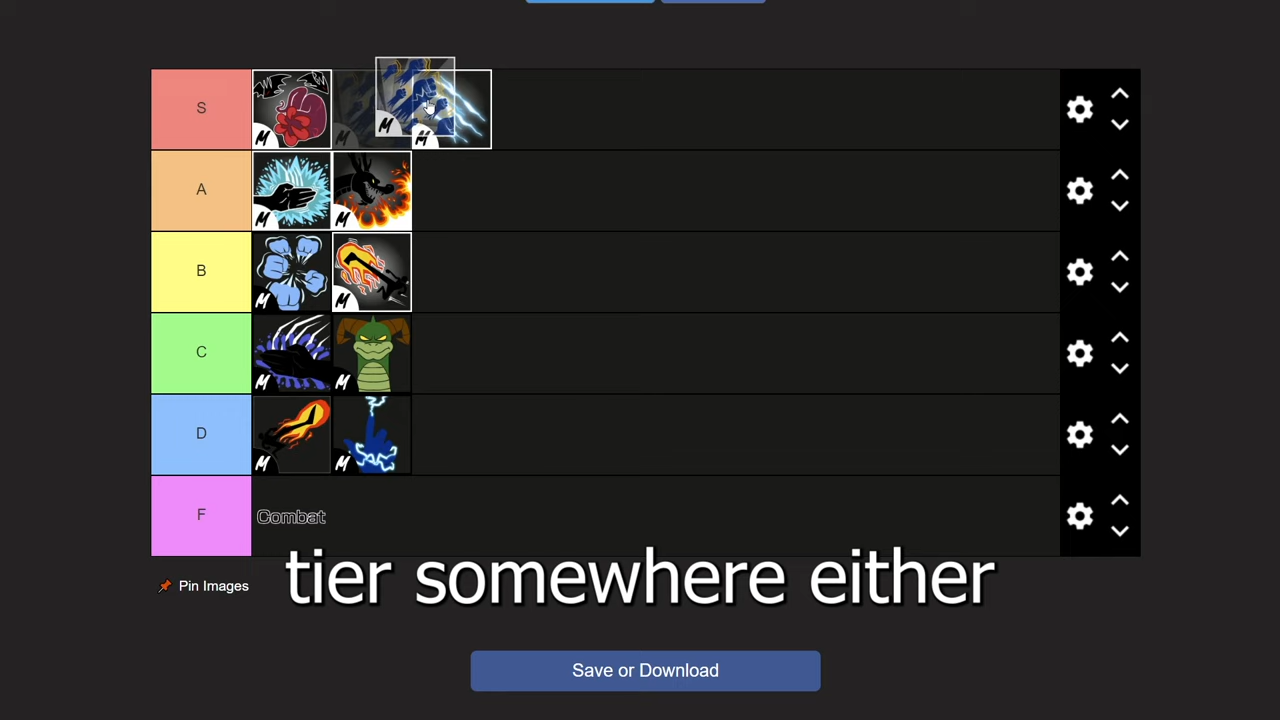 S
A
B
C
D
F
Combat
tier somewhere either
Pin Images
Save or Download